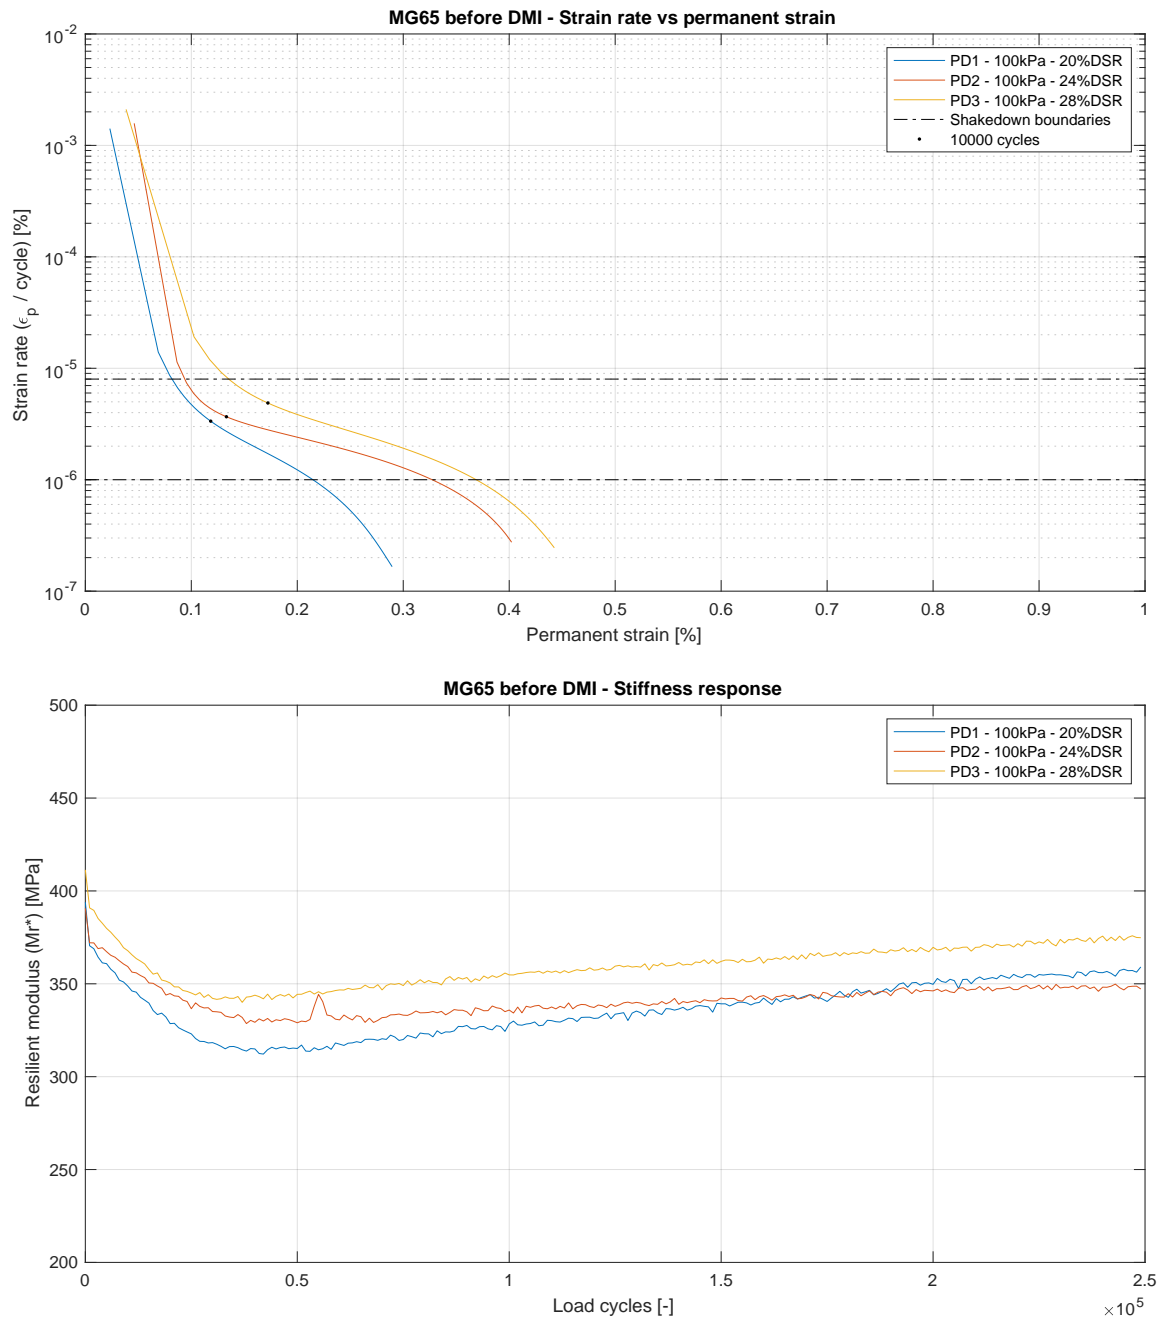 MG65 before DMI - Strain rate vs permanent strain
10^-2
10^-3
10^-4
10^-5
10^-6
10^-7
Strain rate (ϵ_p / cycle) [%]
PD1 - 100kPa - 20%DSR
PD2 - 100kPa - 24%DSR
PD3 - 100kPa - 28%DSR
Shakedown boundaries
10000 cycles
0 0.1 0.2 0.3 0.4 0.5 0.6 0.7 0.8 0.9 1
Permanent strain [%]
MG65 before DMI - Stiffness response
500
450
400
350
300
250
200
Resilient modulus (Mr*) [MPa]
PD1 - 100kPa - 20%DSR
PD2 - 100kPa - 24%DSR
PD3 - 100kPa - 28%DSR
0 0.5 1 1.5 2 2.5
Load cycles [-]
×10^5